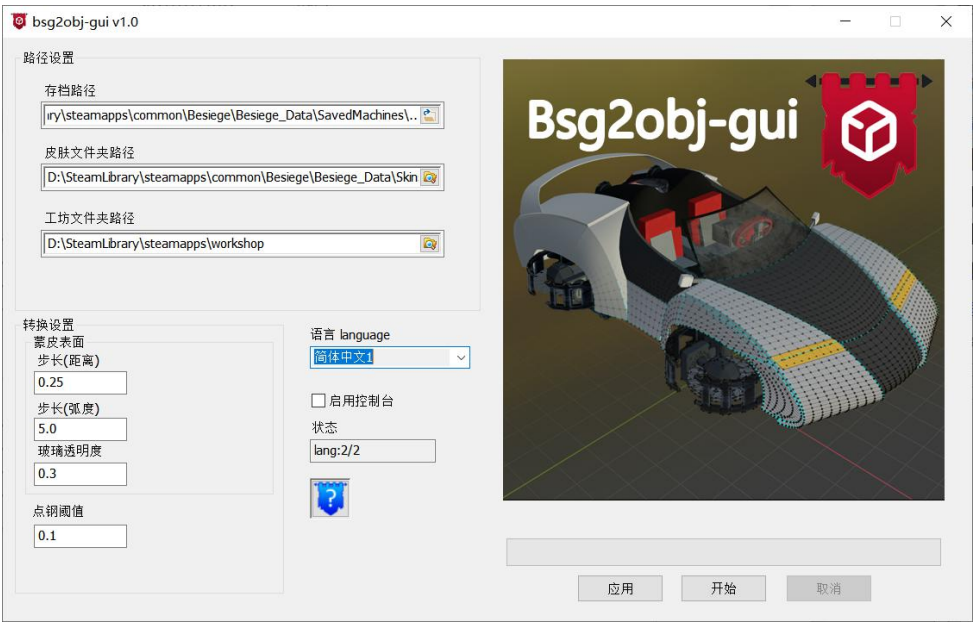 bsg2obj-gui v1.0
路径设置
存档路径
ıry\steamapps\common\Besiege\Besiege_Data\SavedMachines\..
皮肤文件夹路径
D:\SteamLibrary\steamapps\common\Besiege\Besiege_Data\Skin
工坊文件夹路径
D:\SteamLibrary\steamapps\workshop
转换设置
蒙皮表面
步长(距离)
0.25
步长(弧度)
5.0
玻璃透明度
0.3
点钢阈值
0.1
语言 language
简体中文1
启用控制台
状态
lang:2/2
?
Bsg2obj-gui
应用
开始
取消